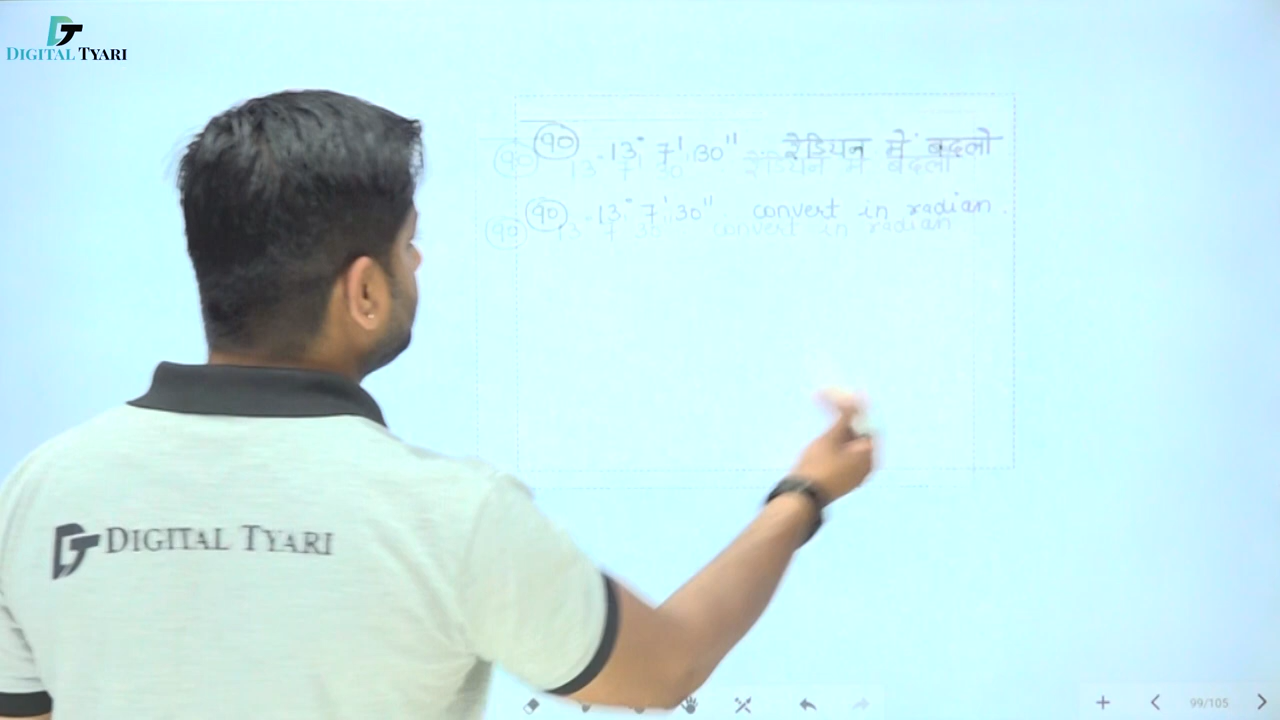 DIGITAL TYARI
90 13° 7' 30" रेडियन में बदलो
90 13° 7' 30" convert in radian.
DIGITAL TYARI
99/105